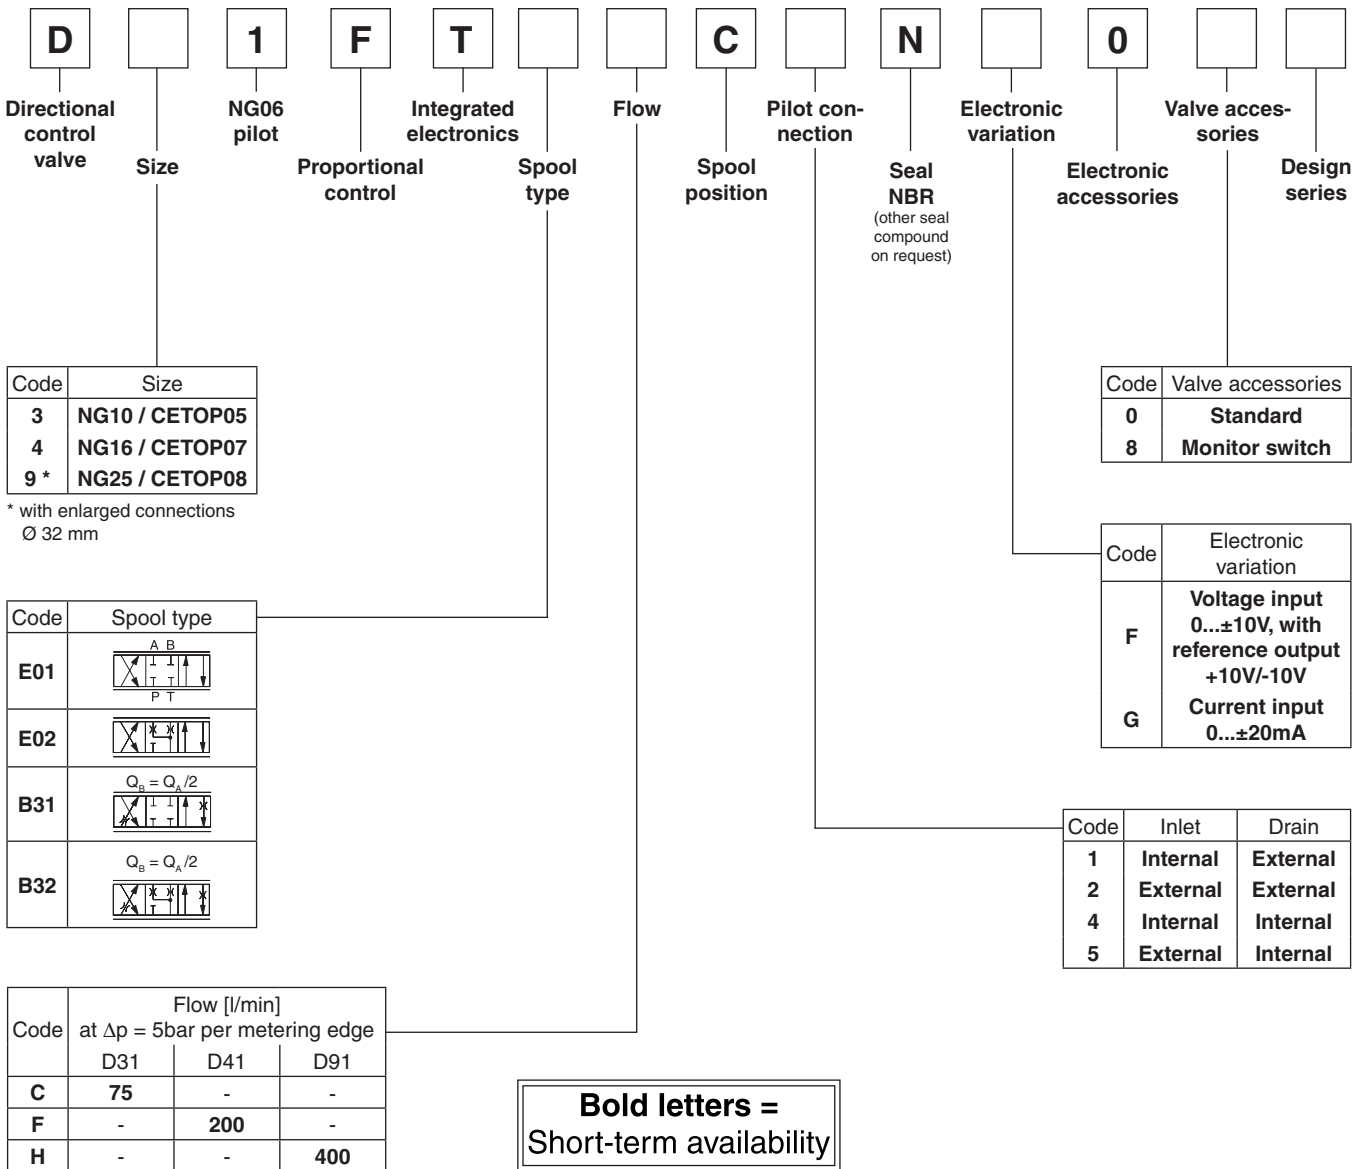 D 1 F T C N 0
Directional control valve
Size
NG06 pilot
Proportional control
Integrated electronics
Spool type
Flow
Spool position
Pilot con-nection
Seal NBR
(other seal compound on request)
Electronic variation
Electronic accessories
Valve acces-sories
Design series
Code Size
3 NG10 / CETOP05
4 NG16 / CETOP07
9 * NG25 / CETOP08
* with enlarged connections
Ø 32 mm
Code Valve accessories
0 Standard
8 Monitor switch
Code Electronic variation
F Voltage input
0...±10V, with
reference output
+10V/-10V
G Current input
0...±20mA
Code Spool type
A B
E01
P T
E02
Q_B = Q_A /2
B31
Q_B = Q_A /2
B32
Code Inlet Drain
1 Internal External
2 External External
4 Internal Internal
5 External Internal
Code Flow [l/min]
at Δp = 5bar per metering edge
D31 D41 D91
C 75 - -
F - 200 -
H - - 400
Bold letters =
Short-term availability